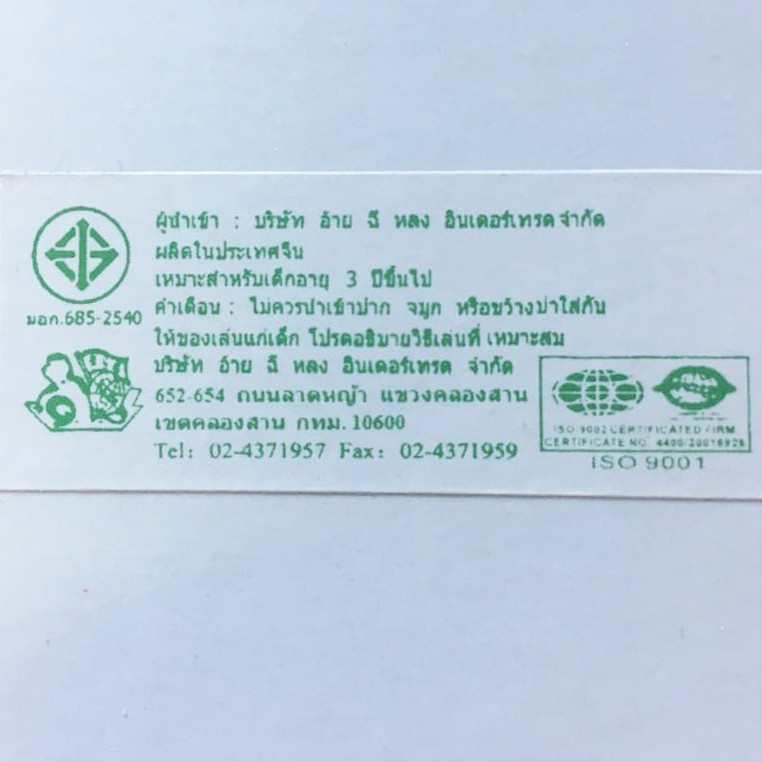 ผู้นำเข้า : บริษัท อ้าย ฉี หลง อินเตอร์เทรด จำกัด
ผลิตในประเทศจีน
เหมาะสำหรับเด็กอายุ 3 ปีขึ้นไป
คำเตือน : ไม่ควรนำเข้าปาก จมูก หรือขว้างปาใส่กัน
มอก.685-2540
ให้ของเล่นแก่เด็ก โปรดอธิบายวิธีเล่นที่ เหมาะสม
บริษัท อ้าย ฉี หลง อินเตอร์เทรด จำกัด
652-654 ถนนลาดหญ้า แขวงคลองสาน
เขตคลองสาน กทม. 10600
Tel: 02-4371957 Fax: 02-4371959
ISO 9002 CERTIFICATED FIRM
CERTIFICATE NO. 4400/20016928
ISO 9001